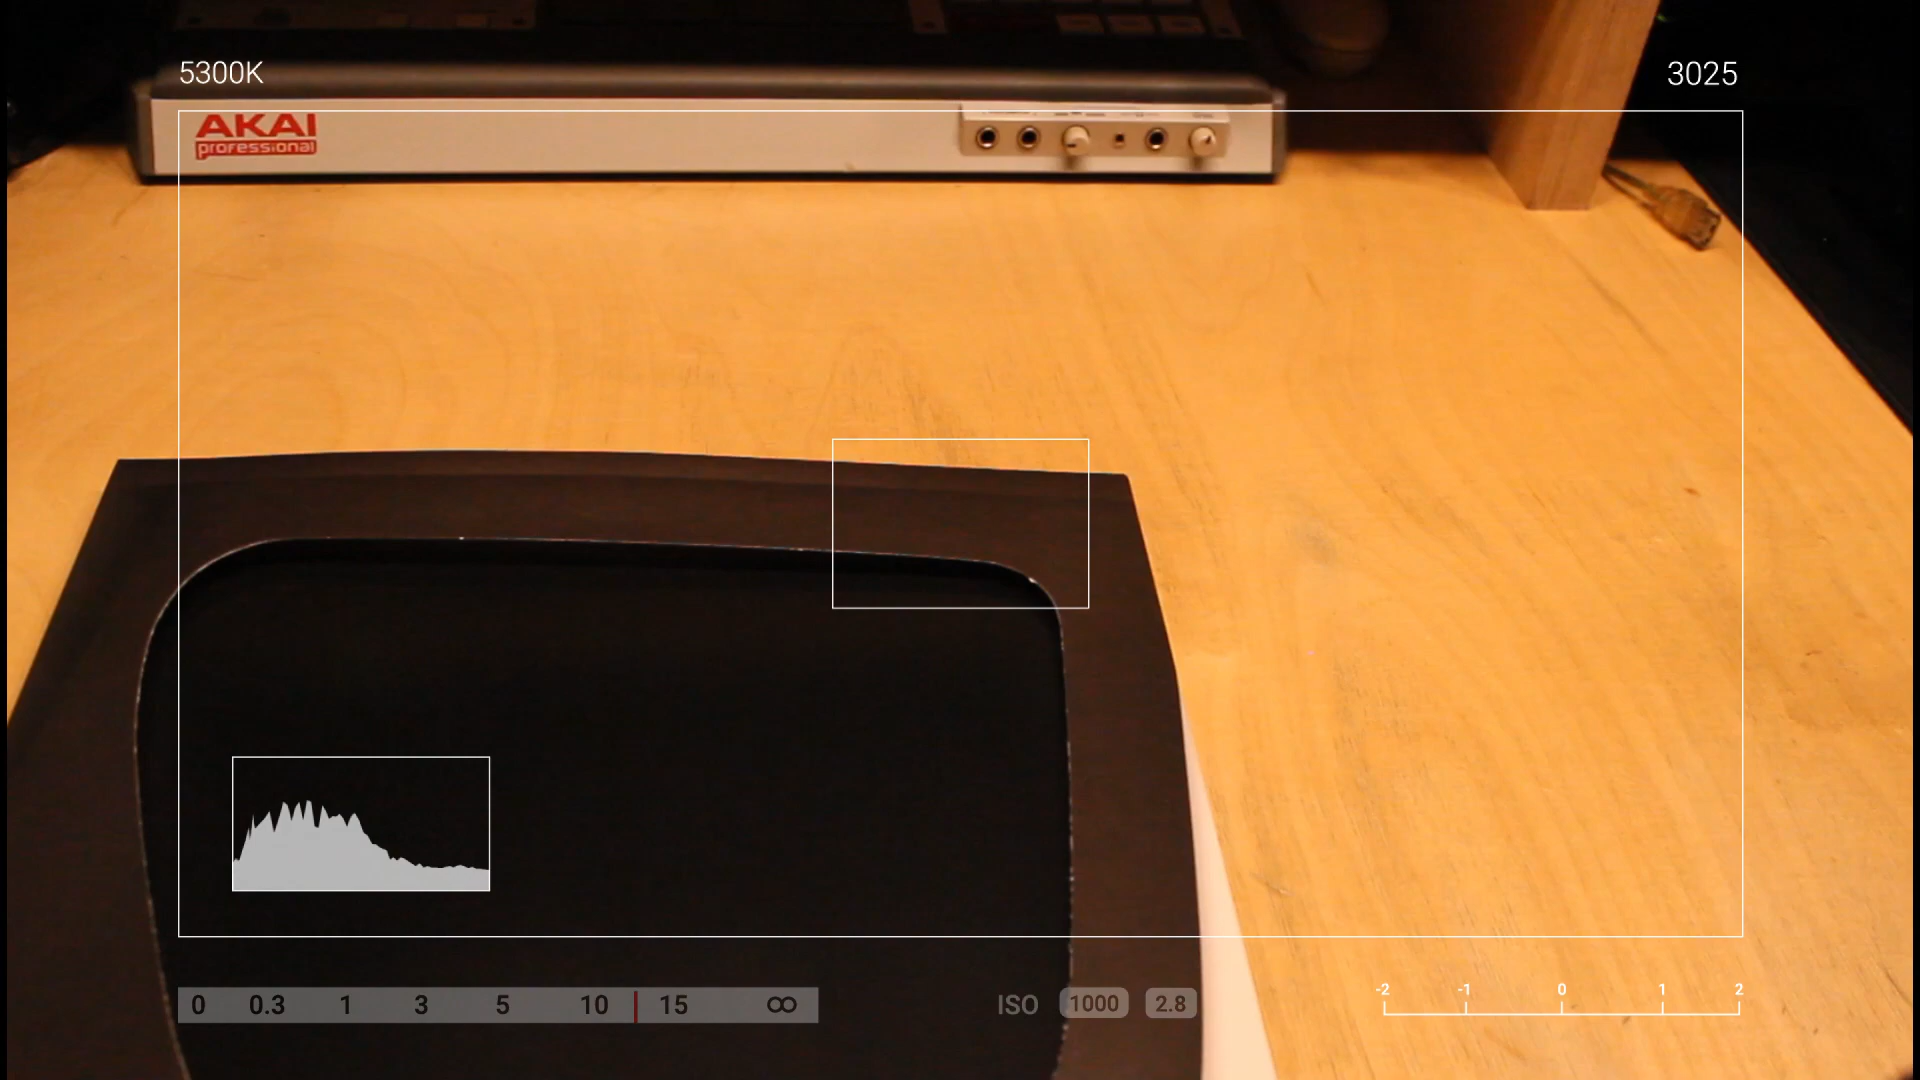 5300K 3025
AKAI
professional
0 0.3 1 3 5 10 15 ∞
ISO 1000 2.8
-2 -1 0 1 2